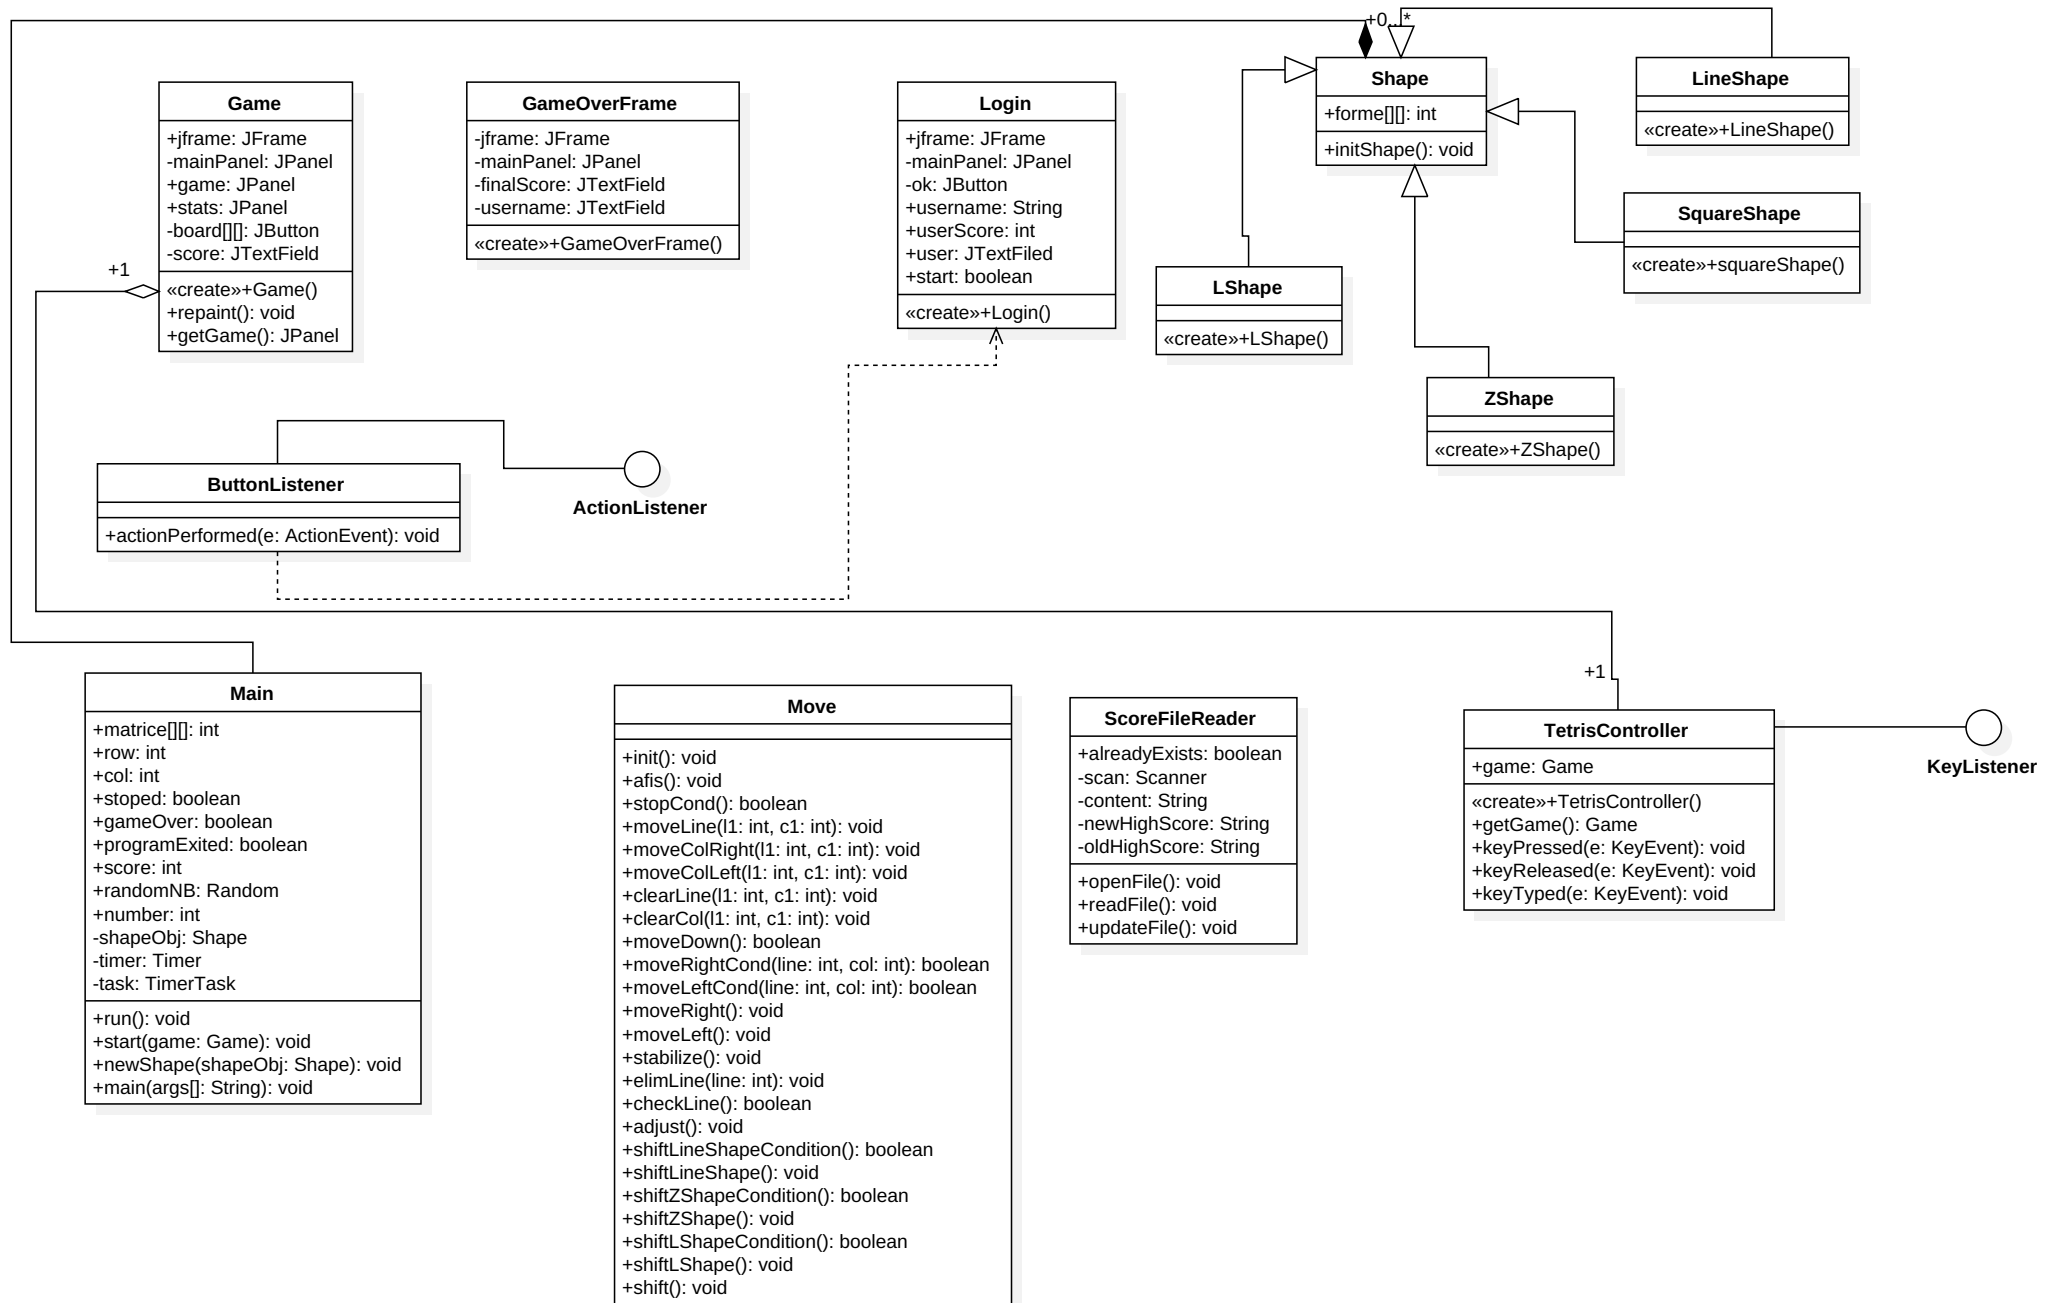 +0..*
Shape
+forme[][]: int
+initShape(): void
LineShape
«create»+LineShape()
Game
+jframe: JFrame
-mainPanel: JPanel
+game: JPanel
+stats: JPanel
-board[][]: JButton
-score: JTextField
«create»+Game()
+repaint(): void
+getGame(): JPanel
+1
GameOverFrame
-jframe: JFrame
-mainPanel: JPanel
-finalScore: JTextField
-username: JTextField
«create»+GameOverFrame()
Login
+jframe: JFrame
-mainPanel: JPanel
-ok: JButton
+username: String
+userScore: int
+user: JTextFiled
+start: boolean
«create»+Login()
SquareShape
«create»+squareShape()
LShape
«create»+LShape()
ZShape
«create»+ZShape()
ButtonListener
+actionPerformed(e: ActionEvent): void
ActionListener
Main
+matrice[][]: int
+row: int
+col: int
+stoped: boolean
+gameOver: boolean
+programExited: boolean
+score: int
+randomNB: Random
+number: int
-shapeObj: Shape
-timer: Timer
-task: TimerTask
+run(): void
+start(game: Game): void
+newShape(shapeObj: Shape): void
+main(args[]: String): void
Move
+init(): void
+afis(): void
+stopCond(): boolean
+moveLine(l1: int, c1: int): void
+moveColRight(l1: int, c1: int): void
+moveColLeft(l1: int, c1: int): void
+clearLine(l1: int, c1: int): void
+clearCol(l1: int, c1: int): void
+moveDown(): boolean
+moveRightCond(line: int, col: int): boolean
+moveLeftCond(line: int, col: int): boolean
+moveRight(): void
+moveLeft(): void
+stabilize(): void
+elimLine(line: int): void
+checkLine(): boolean
+adjust(): void
+shiftLineShapeCondition(): boolean
+shiftLineShape(): void
+shiftZShapeCondition(): boolean
+shiftZShape(): void
+shiftLShapeCondition(): boolean
+shiftLShape(): void
+shift(): void
ScoreFileReader
+alreadyExists: boolean
-scan: Scanner
-content: String
-newHighScore: String
-oldHighScore: String
+openFile(): void
+readFile(): void
+updateFile(): void
+1
TetrisController
+game: Game
«create»+TetrisController()
+getGame(): Game
+keyPressed(e: KeyEvent): void
+keyReleased(e: KeyEvent): void
+keyTyped(e: KeyEvent): void
KeyListener